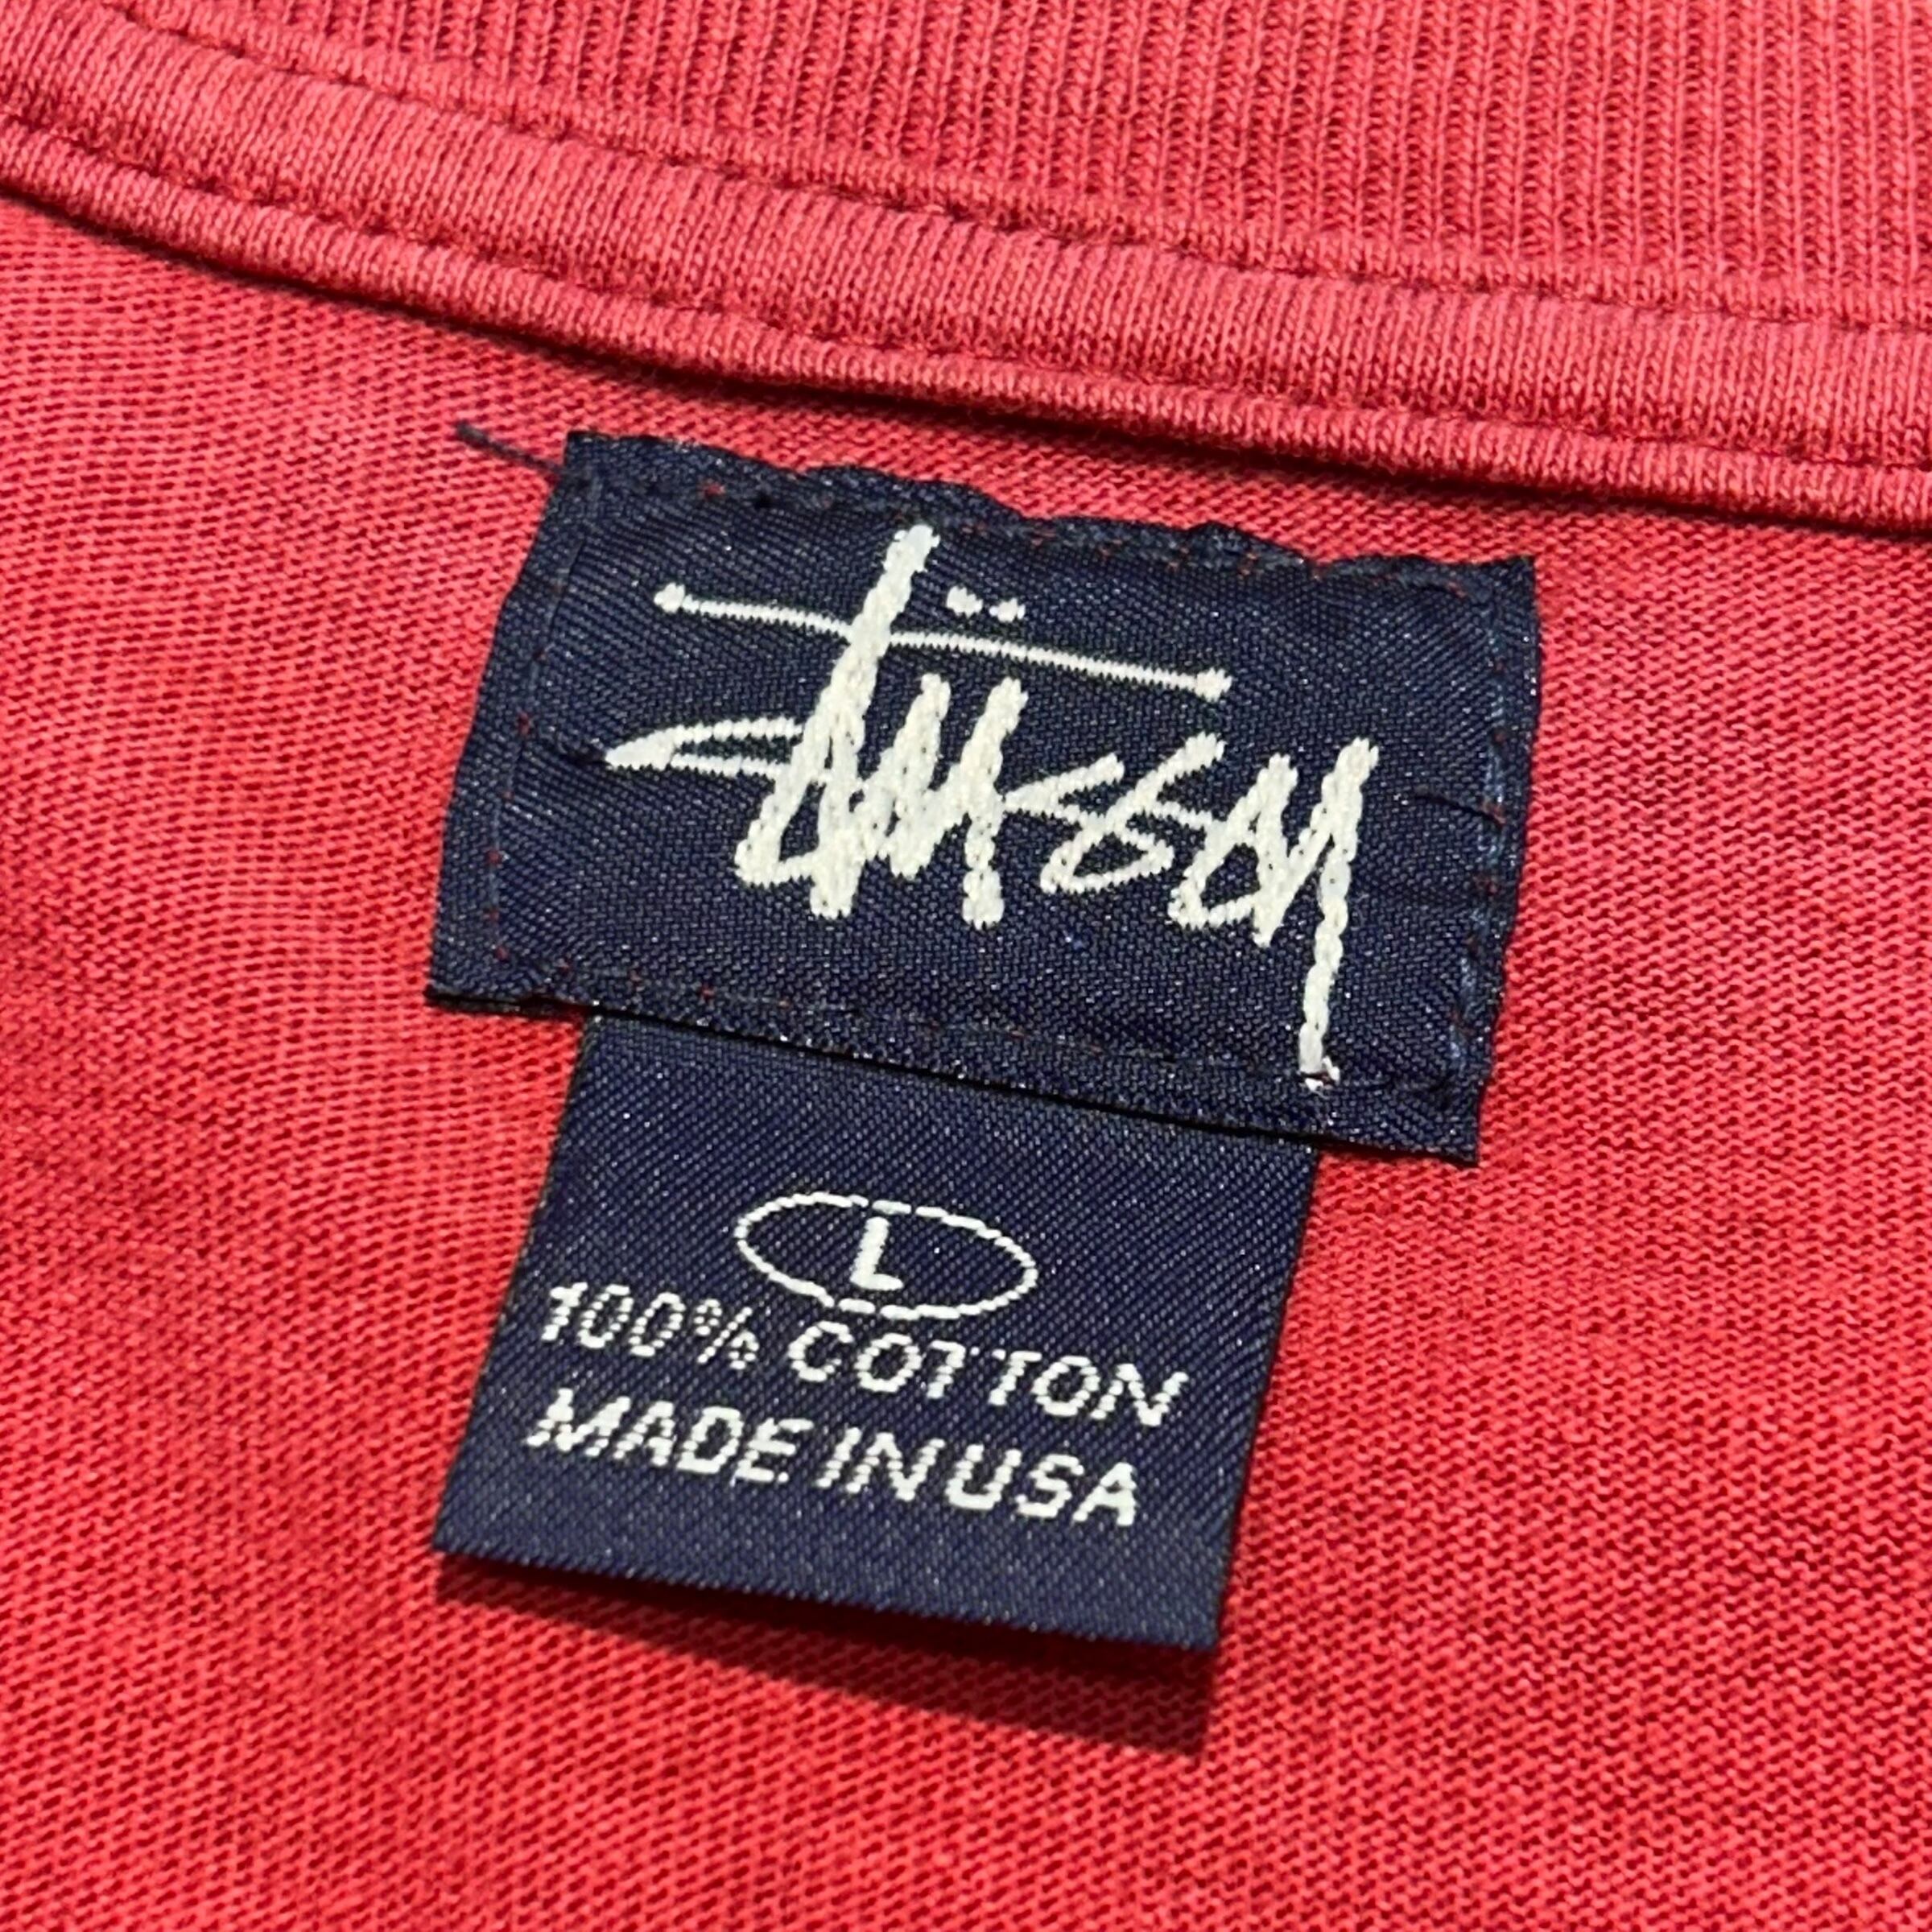 Stüssy
L
100% COTTON
MADE IN USA